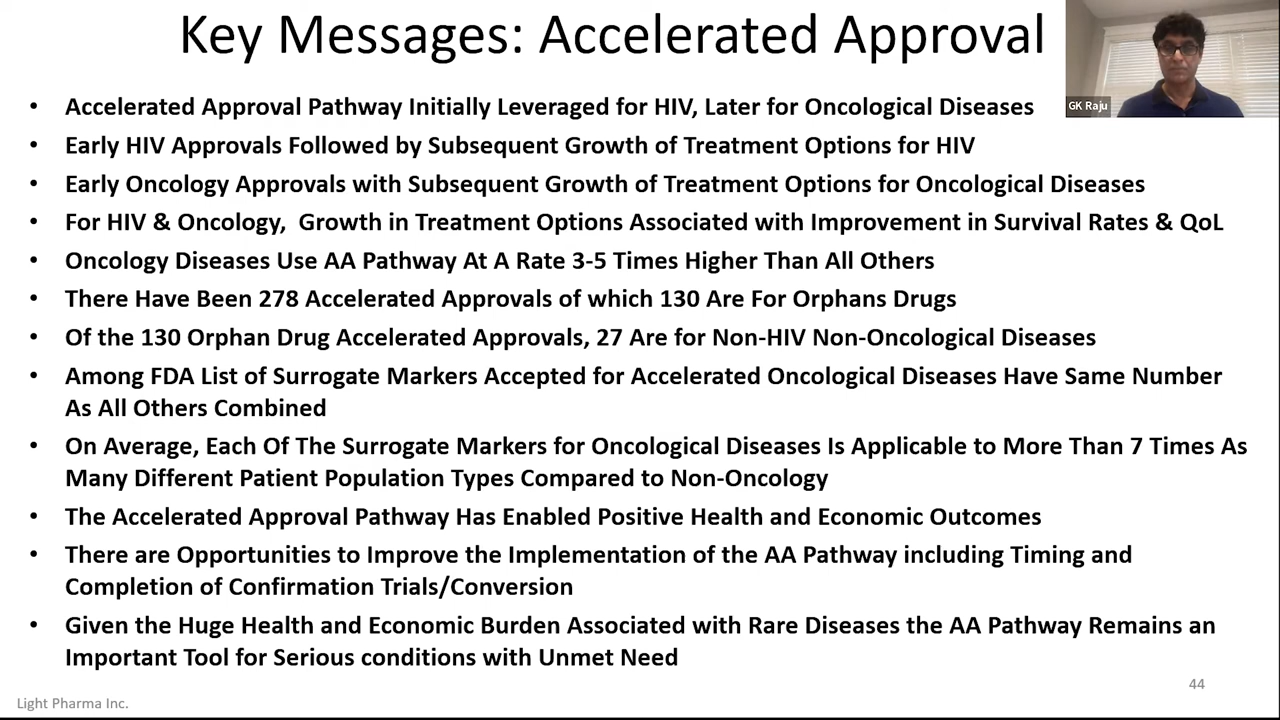 Key Messages: Accelerated Approval
GK Raju
• Accelerated Approval Pathway Initially Leveraged for HIV, Later for Oncological Diseases
• Early HIV Approvals Followed by Subsequent Growth of Treatment Options for HIV
• Early Oncology Approvals with Subsequent Growth of Treatment Options for Oncological Diseases
• For HIV & Oncology,  Growth in Treatment Options Associated with Improvement in Survival Rates & QoL
• Oncology Diseases Use AA Pathway At A Rate 3-5 Times Higher Than All Others
• There Have Been 278 Accelerated Approvals of which 130 Are For Orphans Drugs
• Of the 130 Orphan Drug Accelerated Approvals, 27 Are for Non-HIV Non-Oncological Diseases
• Among FDA List of Surrogate Markers Accepted for Accelerated Oncological Diseases Have Same Number
As All Others Combined
• On Average, Each Of The Surrogate Markers for Oncological Diseases Is Applicable to More Than 7 Times As
Many Different Patient Population Types Compared to Non-Oncology
• The Accelerated Approval Pathway Has Enabled Positive Health and Economic Outcomes
• There are Opportunities to Improve the Implementation of the AA Pathway including Timing and
Completion of Confirmation Trials/Conversion
• Given the Huge Health and Economic Burden Associated with Rare Diseases the AA Pathway Remains an
Important Tool for Serious conditions with Unmet Need
44
Light Pharma Inc.